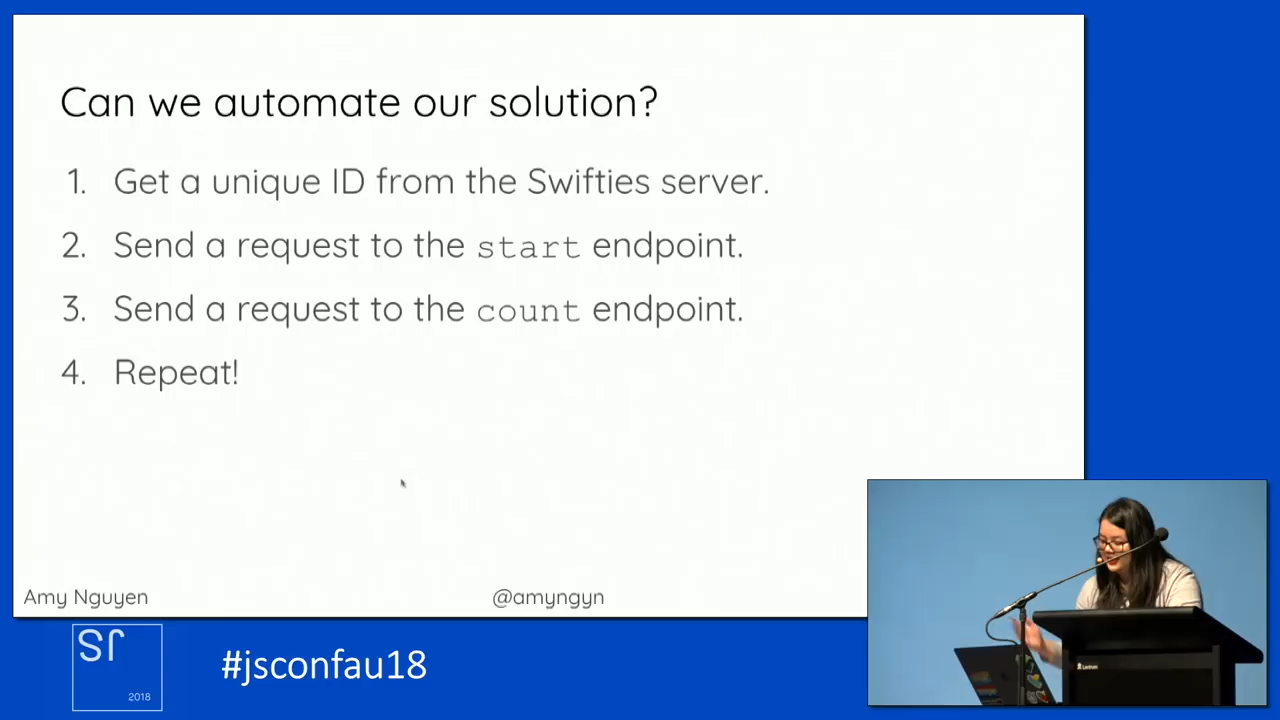 Can we automate our solution?
1. Get a unique ID from the Swifties server.
2. Send a request to the start endpoint.
3. Send a request to the count endpoint.
4. Repeat!
Amy Nguyen
@amyngyn
2018
#jsconfau18